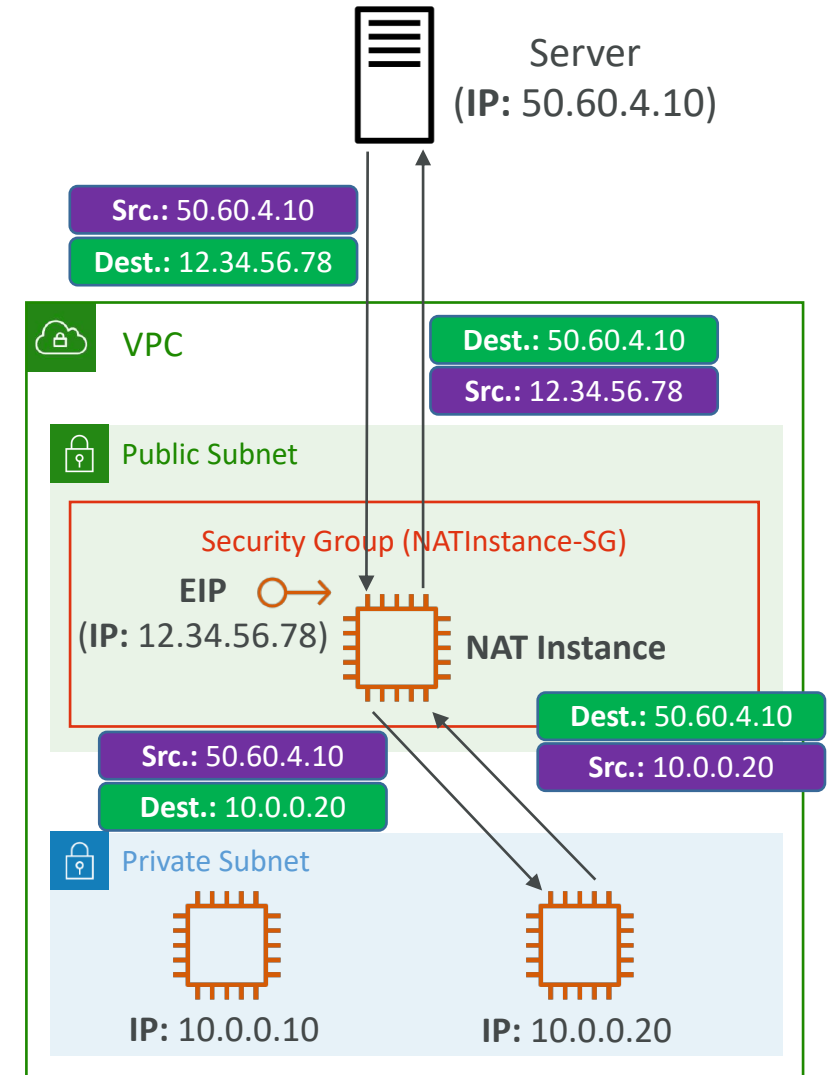 Server
(IP: 50.60.4.10)
Src.: 50.60.4.10
Dest.: 12.34.56.78
VPC
Dest.: 50.60.4.10
Src.: 12.34.56.78
Public Subnet
Security Group (NATInstance-SG)
EIP
(IP: 12.34.56.78)
NAT Instance
Dest.: 50.60.4.10
Src.: 10.0.0.20
Src.: 50.60.4.10
Dest.: 10.0.0.20
Private Subnet
IP: 10.0.0.10
IP: 10.0.0.20